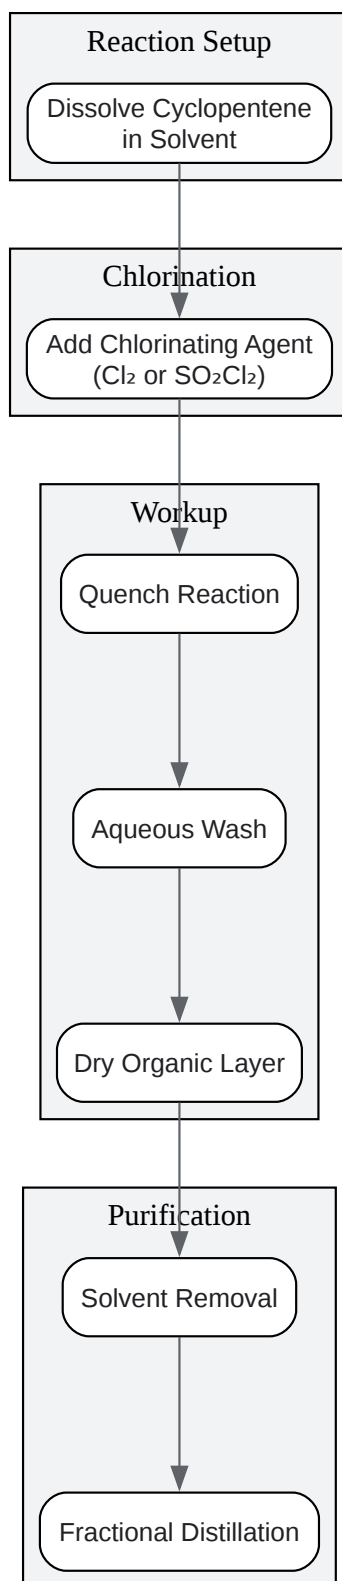 Reaction Setup
Dissolve Cyclopentene
in Solvent
Chlorination
Add Chlorinating Agent
(Cl₂ or SO₂Cl₂)
Workup
Quench Reaction
Aqueous Wash
Dry Organic Layer
Purification
Solvent Removal
Fractional Distillation